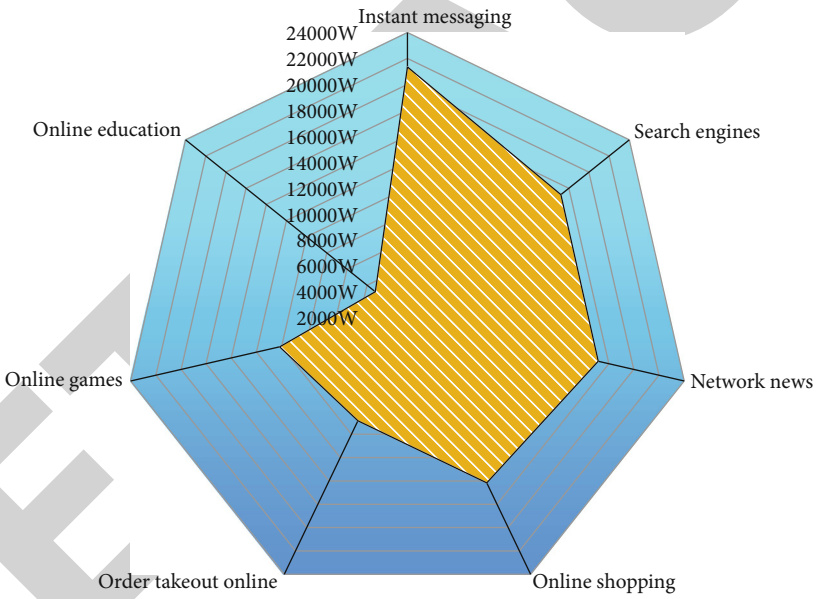 Instant messaging
24000W
22000W
20000W
18000W
16000W
14000W
12000W
10000W
8000W
6000W
4000W
2000W
Online education
Search engines
Online games
Network news
Order takeout online
Online shopping